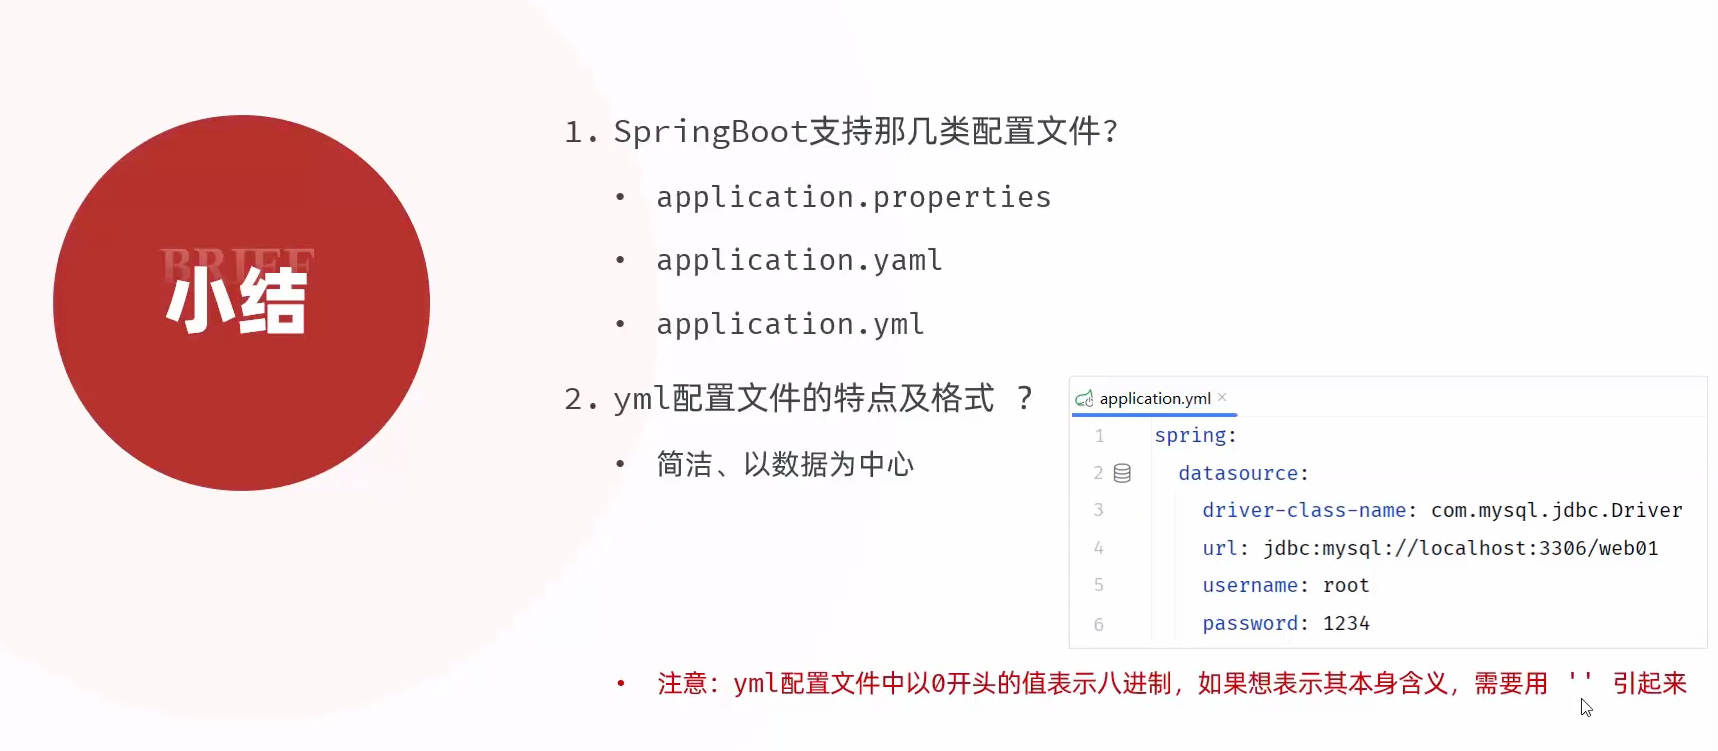 BRIEF
小结
1. SpringBoot支持那几类配置文件？
• application.properties
• application.yaml
• application.yml
2. yml配置文件的特点及格式 ？
• 简洁、以数据为中心
application.yml ×
1 spring:
2 datasource:
3 driver-class-name: com.mysql.jdbc.Driver
4 url: jdbc:mysql://localhost:3306/web01
5 username: root
6 password: 1234
• 注意：yml配置文件中以0开头的值表示八进制，如果想表示其本身含义，需要用 '' 引起来